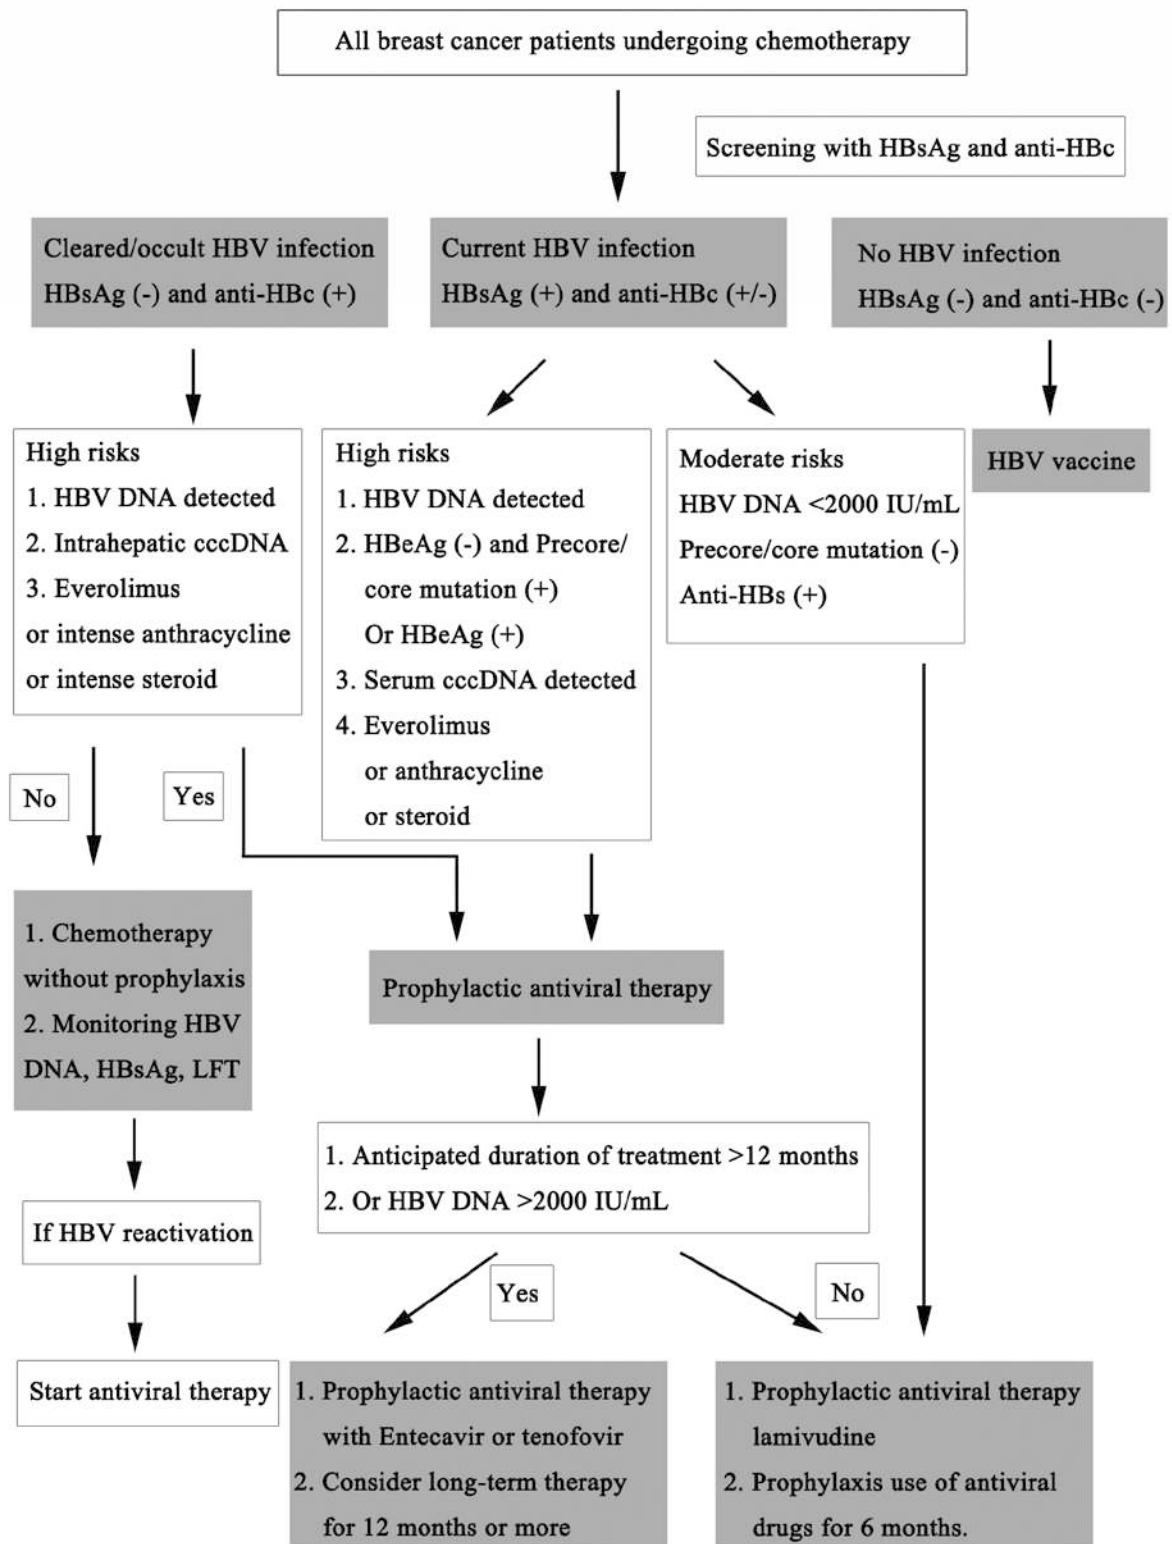 All breast cancer patients undergoing chemotherapy
Screening with HBsAg and anti-HBc
Cleared/occult HBV infection
HBsAg (-) and anti-HBc (+)
Current HBV infection
HBsAg (+) and anti-HBc (+/-)
No HBV infection
HBsAg (-) and anti-HBc (-)
High risks
1. HBV DNA detected
2. Intrahepatic cccDNA
3. Everolimus
or intense anthracycline
or intense steroid
High risks
1. HBV DNA detected
2. HBeAg (-) and Precore/
core mutation (+)
Or HBeAg (+)
3. Serum cccDNA detected
4. Everolimus
or anthracycline
or steroid
Moderate risks
HBV DNA <2000 IU/mL
Precore/core mutation (-)
Anti-HBs (+)
HBV vaccine
No
Yes
1. Chemotherapy
without prophylaxis
2. Monitoring HBV
DNA, HBsAg, LFT
Prophylactic antiviral therapy
1. Anticipated duration of treatment >12 months
2. Or HBV DNA >2000 IU/mL
If HBV reactivation
Yes
No
Start antiviral therapy
1. Prophylactic antiviral therapy
with Entecavir or tenofovir
2. Consider long-term therapy
for 12 months or more
1. Prophylactic antiviral therapy
lamivudine
2. Prophylaxis use of antiviral
drugs for 6 months.